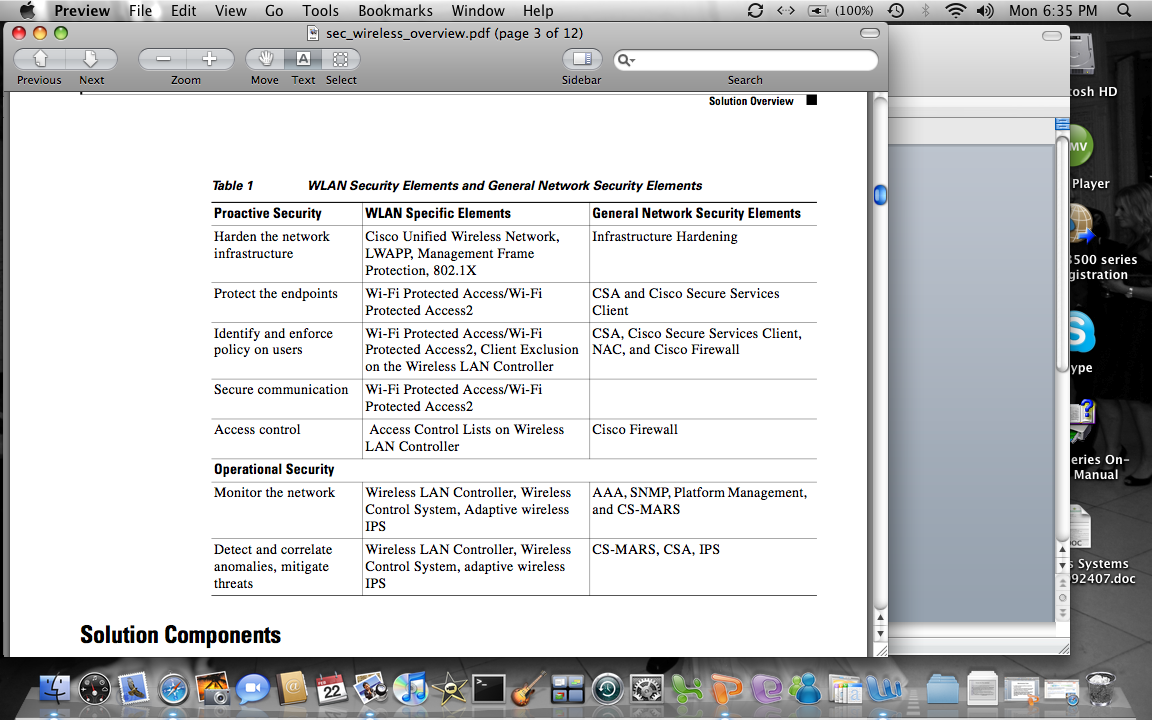 Preview File Edit View Go Tools Bookmarks Window Help (100%) Mon 6:35 PM
sec_wireless_overview.pdf (page 3 of 12)
Previous Next Zoom Move Text Select Sidebar Search
Solution Overview
Table 1 WLAN Security Elements and General Network Security Elements
Proactive Security WLAN Specific Elements General Network Security Elements
Harden the network Cisco Unified Wireless Network, Infrastructure Hardening
infrastructure LWAPP, Management Frame
Protection, 802.1X
Protect the endpoints Wi-Fi Protected Access/Wi-Fi CSA and Cisco Secure Services
Protected Access2 Client
Identify and enforce Wi-Fi Protected Access/Wi-Fi CSA, Cisco Secure Services Client,
policy on users Protected Access2, Client Exclusion NAC, and Cisco Firewall
on the Wireless LAN Controller
Secure communication Wi-Fi Protected Access/Wi-Fi
Protected Access2
Access control Access Control Lists on Wireless Cisco Firewall
LAN Controller
Operational Security
Monitor the network Wireless LAN Controller, Wireless AAA, SNMP, Platform Management,
Control System, Adaptive wireless and CS-MARS
IPS
Detect and correlate Wireless LAN Controller, Wireless CS-MARS, CSA, IPS
anomalies, mitigate Control System, adaptive wireless
threats IPS
Solution Components
tosh HD
MV
Player
500 series
gistration
ype
eries On-
Manual
DOC
s Systems
92407.doc
FEB
22